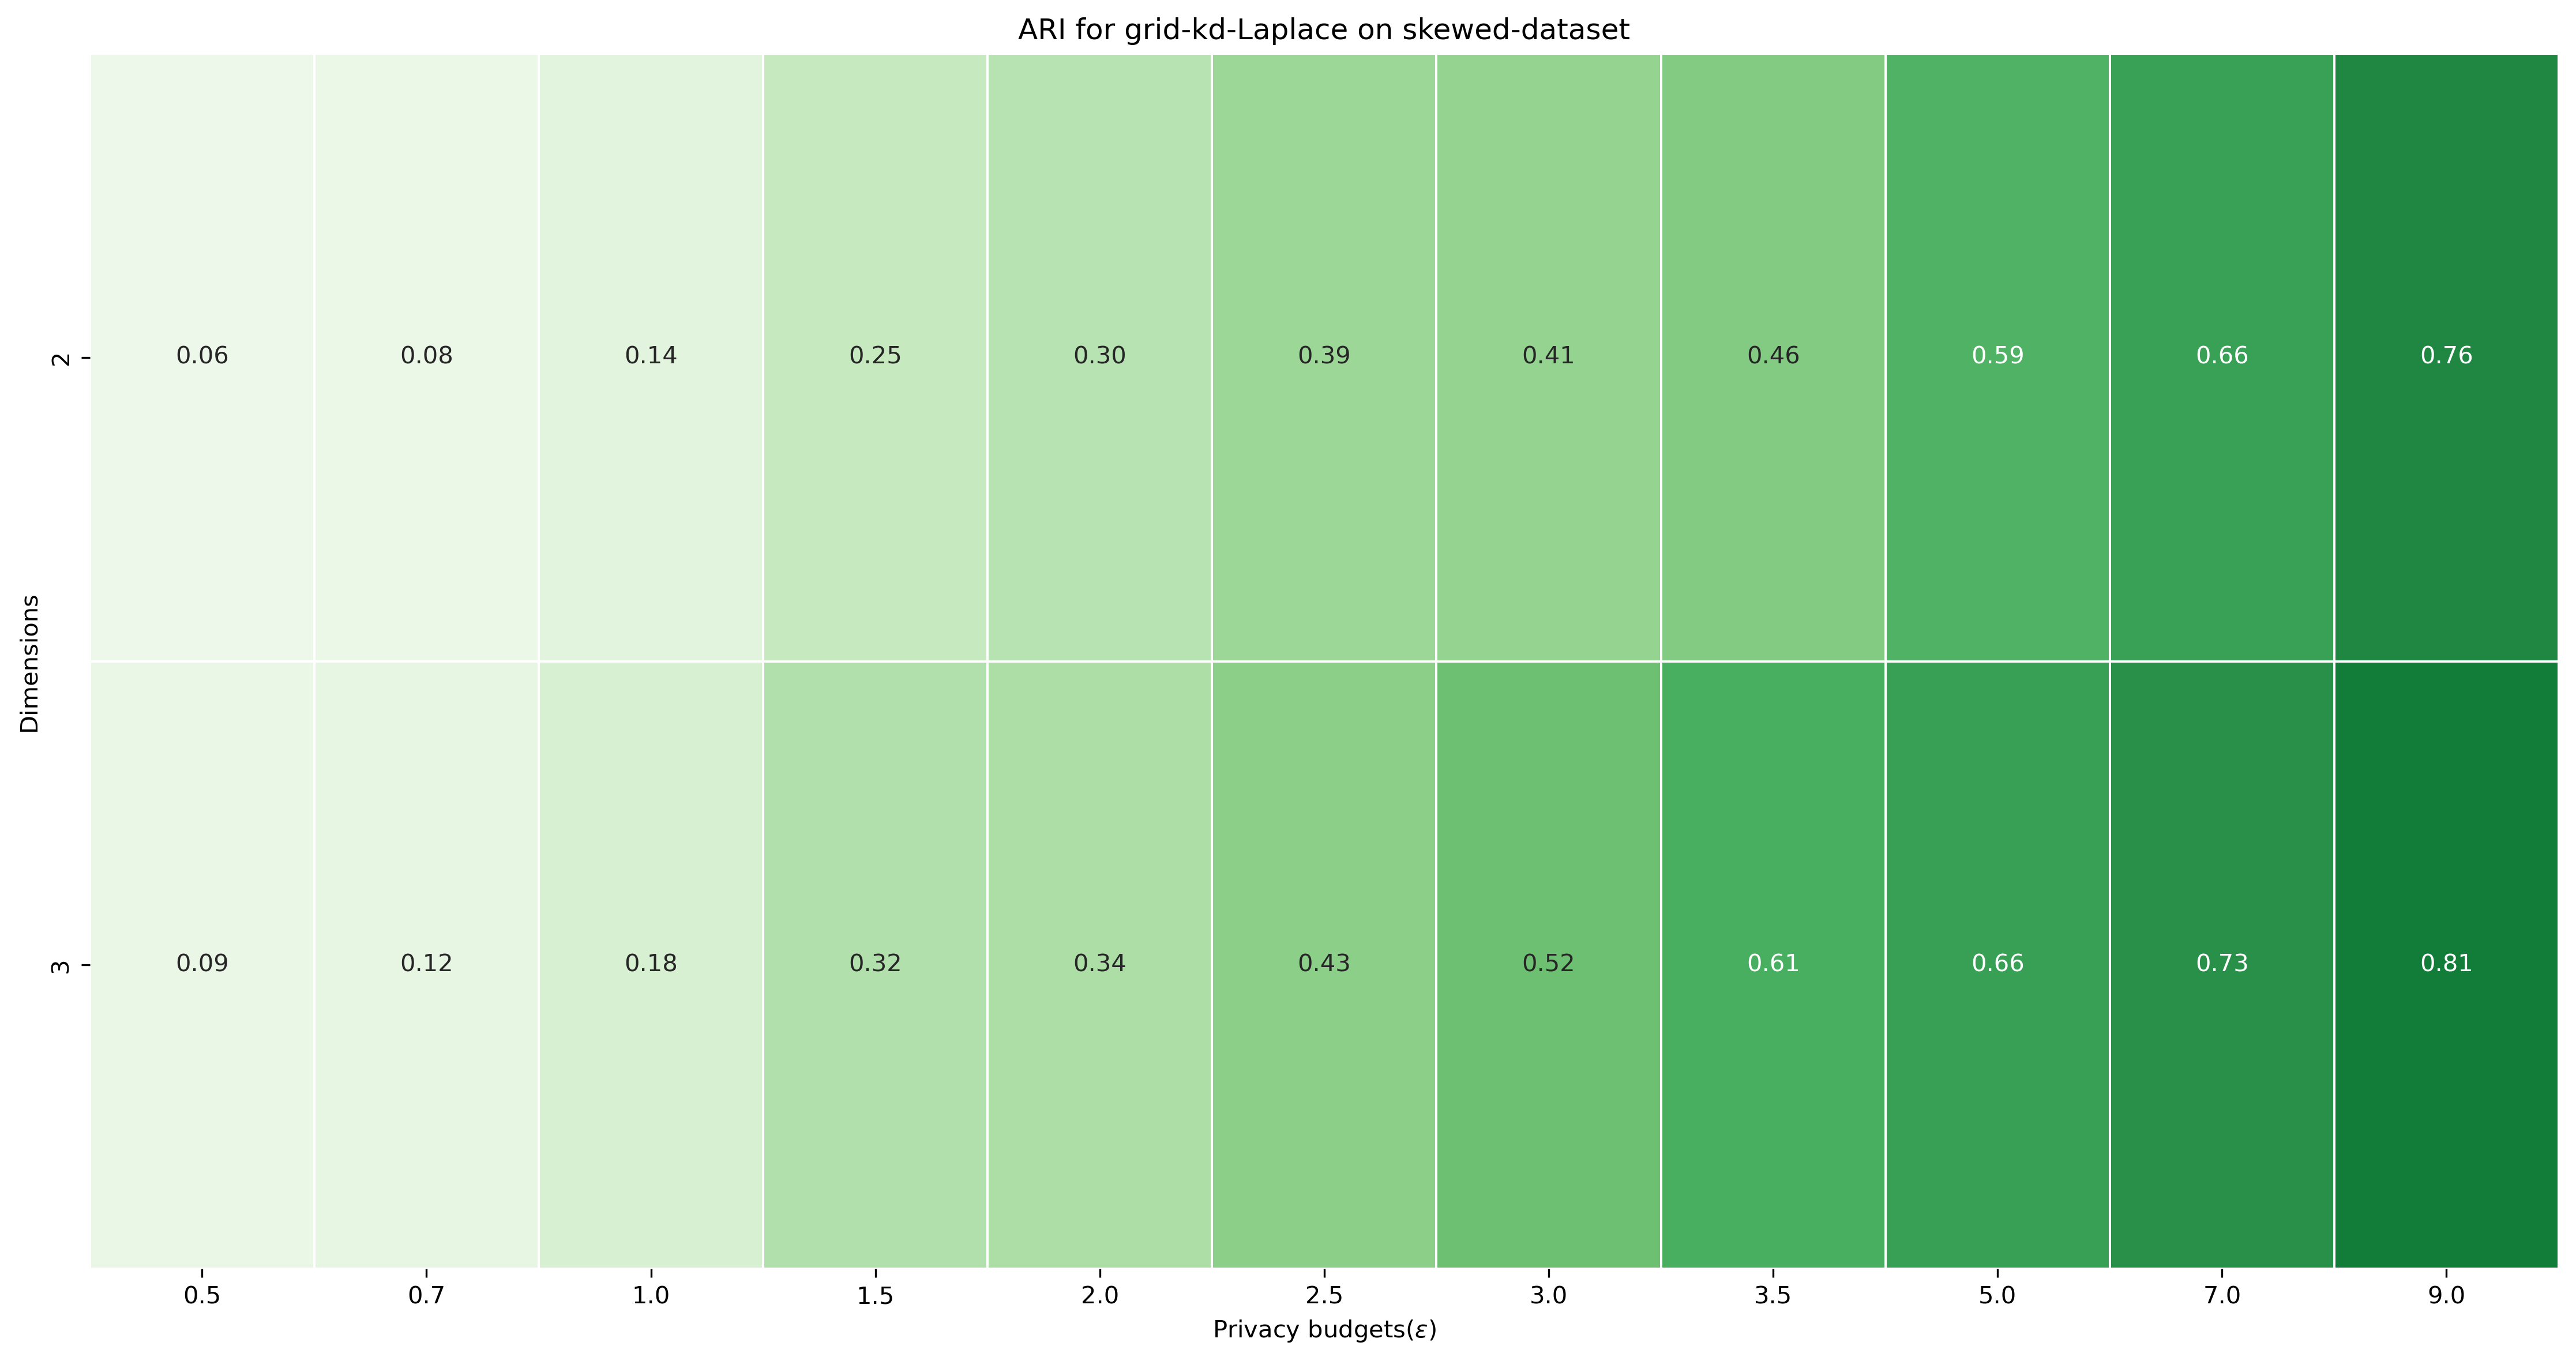 ARI for grid-kd-Laplace on skewed-dataset
Dimensions
2
0.06 0.08 0.14 0.25 0.30 0.39 0.41 0.46 0.59 0.66 0.76
3
0.09 0.12 0.18 0.32 0.34 0.43 0.52 0.61 0.66 0.73 0.81
0.5 0.7 1.0 1.5 2.0 2.5 3.0 3.5 5.0 7.0 9.0
Privacy budgets(ε)